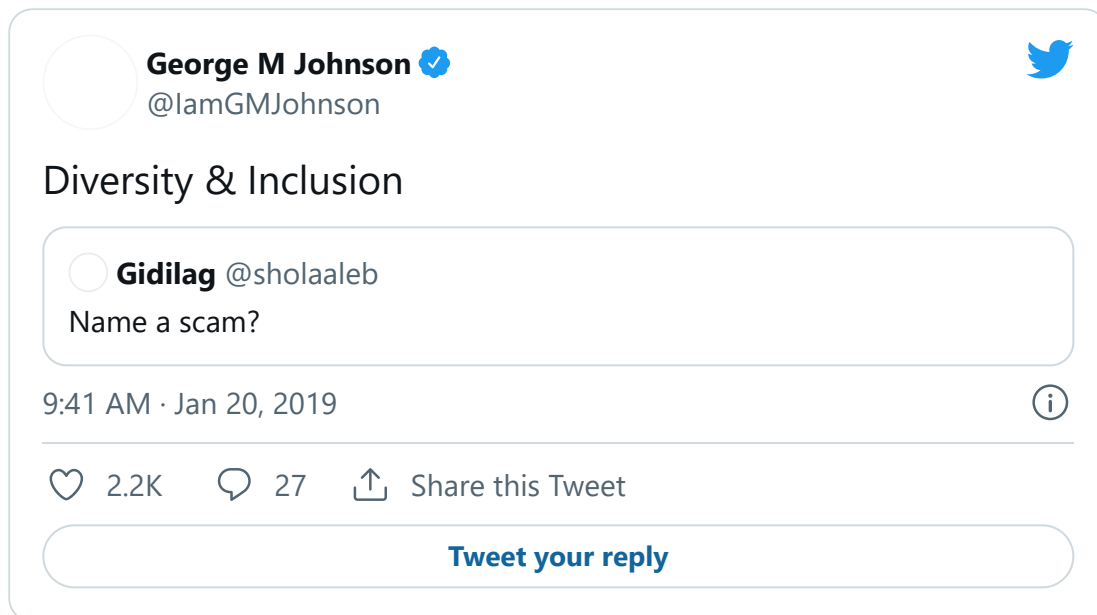 George M Johnson
@IamGMJohnson
Diversity & Inclusion
Gidilag @sholaaleb
Name a scam?
9:41 AM · Jan 20, 2019
2.2K 27 Share this Tweet
Tweet your reply